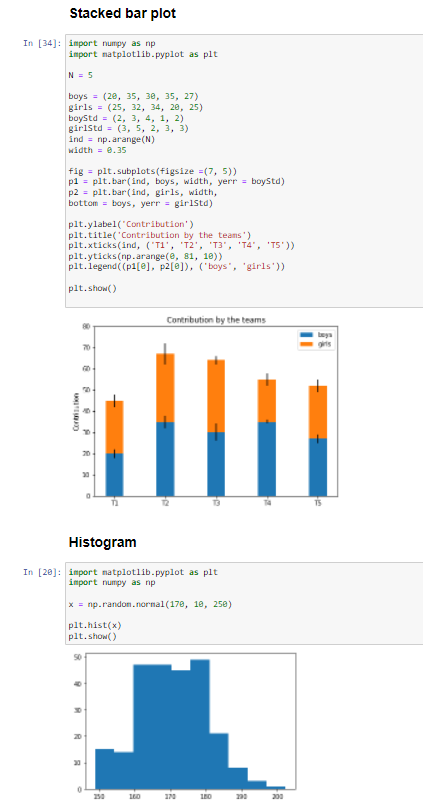 Stacked bar plot
In [34]: import numpy as np
import matplotlib.pyplot as plt
N = 5
boys = (20, 35, 30, 35, 27)
girls = (25, 32, 34, 20, 25)
boyStd = (2, 3, 4, 1, 2)
girlStd = (3, 5, 2, 3, 3)
ind = np.arange(N)
width = 0.35
fig = plt.subplots(figsize =(7, 5))
p1 = plt.bar(ind, boys, width, yerr = boyStd)
p2 = plt.bar(ind, girls, width,
bottom = boys, yerr = girlStd)
plt.ylabel('Contribution')
plt.title('Contribution by the teams')
plt.xticks(ind, ('T1', 'T2', 'T3', 'T4', 'T5'))
plt.yticks(np.arange(0, 81, 10))
plt.legend((p1[0], p2[0]), ('boys', 'girls'))
plt.show()
Contribution by the teams
80
70
60
50
40
30
20
10
0
Contribution
boys
girls
T1 T2 T3 T4 T5
Histogram
In [20]: import matplotlib.pyplot as plt
import numpy as np
x = np.random.normal(170, 10, 250)
plt.hist(x)
plt.show()
50
40
30
20
10
0
150 160 170 180 190 200